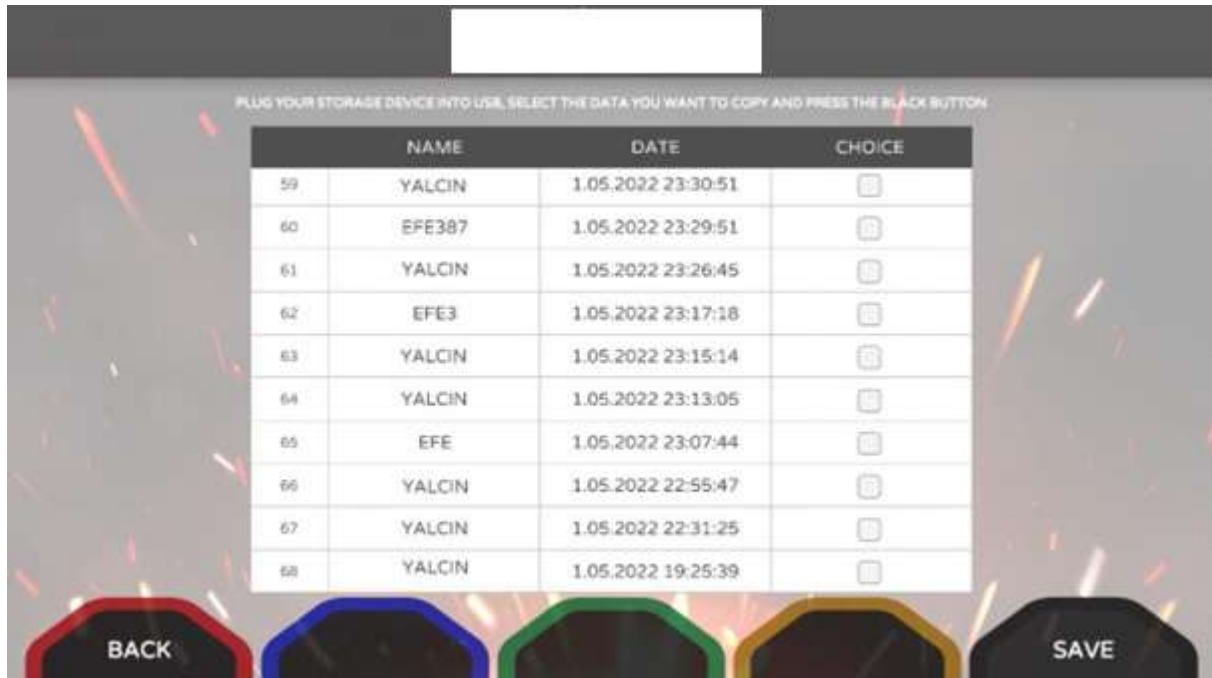 PLUG YOUR STORAGE DEVICE INTO USB, SELECT THE DATA YOU WANT TO COPY AND PRESS THE BLACK BUTTON
NAME DATE CHOICE
59 YALCIN 1.05.2022 23:30:51
60 EFE387 1.05.2022 23:29:51
61 YALCIN 1.05.2022 23:26:45
62 EFE3 1.05.2022 23:17:18
63 YALCIN 1.05.2022 23:15:14
64 YALCIN 1.05.2022 23:13:05
65 EFE 1.05.2022 23:07:44
66 YALCIN 1.05.2022 22:55:47
67 YALCIN 1.05.2022 22:31:25
68 YALCIN 1.05.2022 19:25:39
BACK SAVE